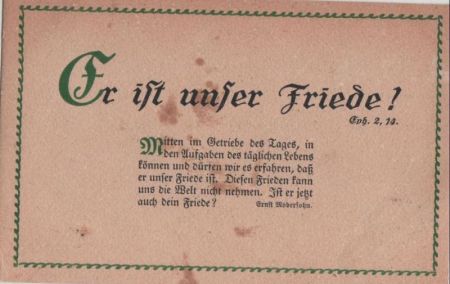 Er ist unser Friede!
Eph. 2, 14.
Mitten im Getriebe des Tages, in
den Aufgaben des täglichen Lebens
können und dürfen wir es erfahren, daß
er unser Friede ist. Diesen Frieden kann
uns die Welt nicht nehmen. Ist er jetzt
auch dein Friede?
Ernst Modersohn.